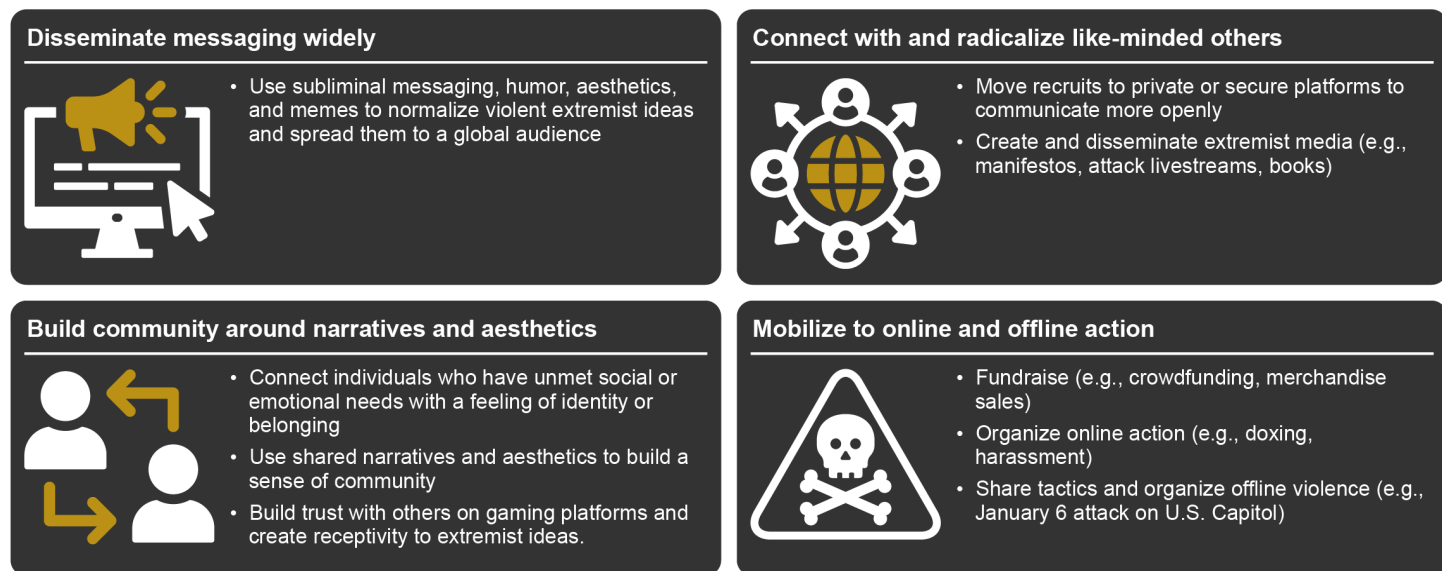 Disseminate messaging widely
• Use subliminal messaging, humor, aesthetics,
and memes to normalize violent extremist ideas
and spread them to a global audience
Connect with and radicalize like-minded others
• Move recruits to private or secure platforms to
communicate more openly
• Create and disseminate extremist media (e.g.,
manifestos, attack livestreams, books)
Build community around narratives and aesthetics
• Connect individuals who have unmet social or
emotional needs with a feeling of identity or
belonging
• Use shared narratives and aesthetics to build a
sense of community
• Build trust with others on gaming platforms and
create receptivity to extremist ideas.
Mobilize to online and offline action
• Fundraise (e.g., crowdfunding, merchandise
sales)
• Organize online action (e.g., doxing,
harassment)
• Share tactics and organize offline violence (e.g.,
January 6 attack on U.S. Capitol)